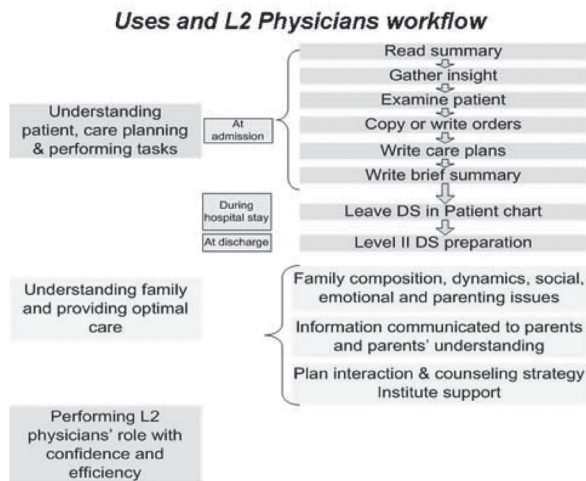 Uses and L2 Physicians workflow
Read summary
Gather insight
Examine patient
Copy or write orders
Write care plans
Write brief summary
Understanding
patient, care planning
& performing tasks
At
admission
During
hospital stay
Leave DS in Patient chart
At discharge
Level II DS preparation
Understanding family
and providing optimal
care
Family composition, dynamics, social,
emotional and parenting issues
Information communicated to parents
and parents' understanding
Plan interaction & counseling strategy
Institute support
Performing L2
physicians' role with
confidence and
efficiency